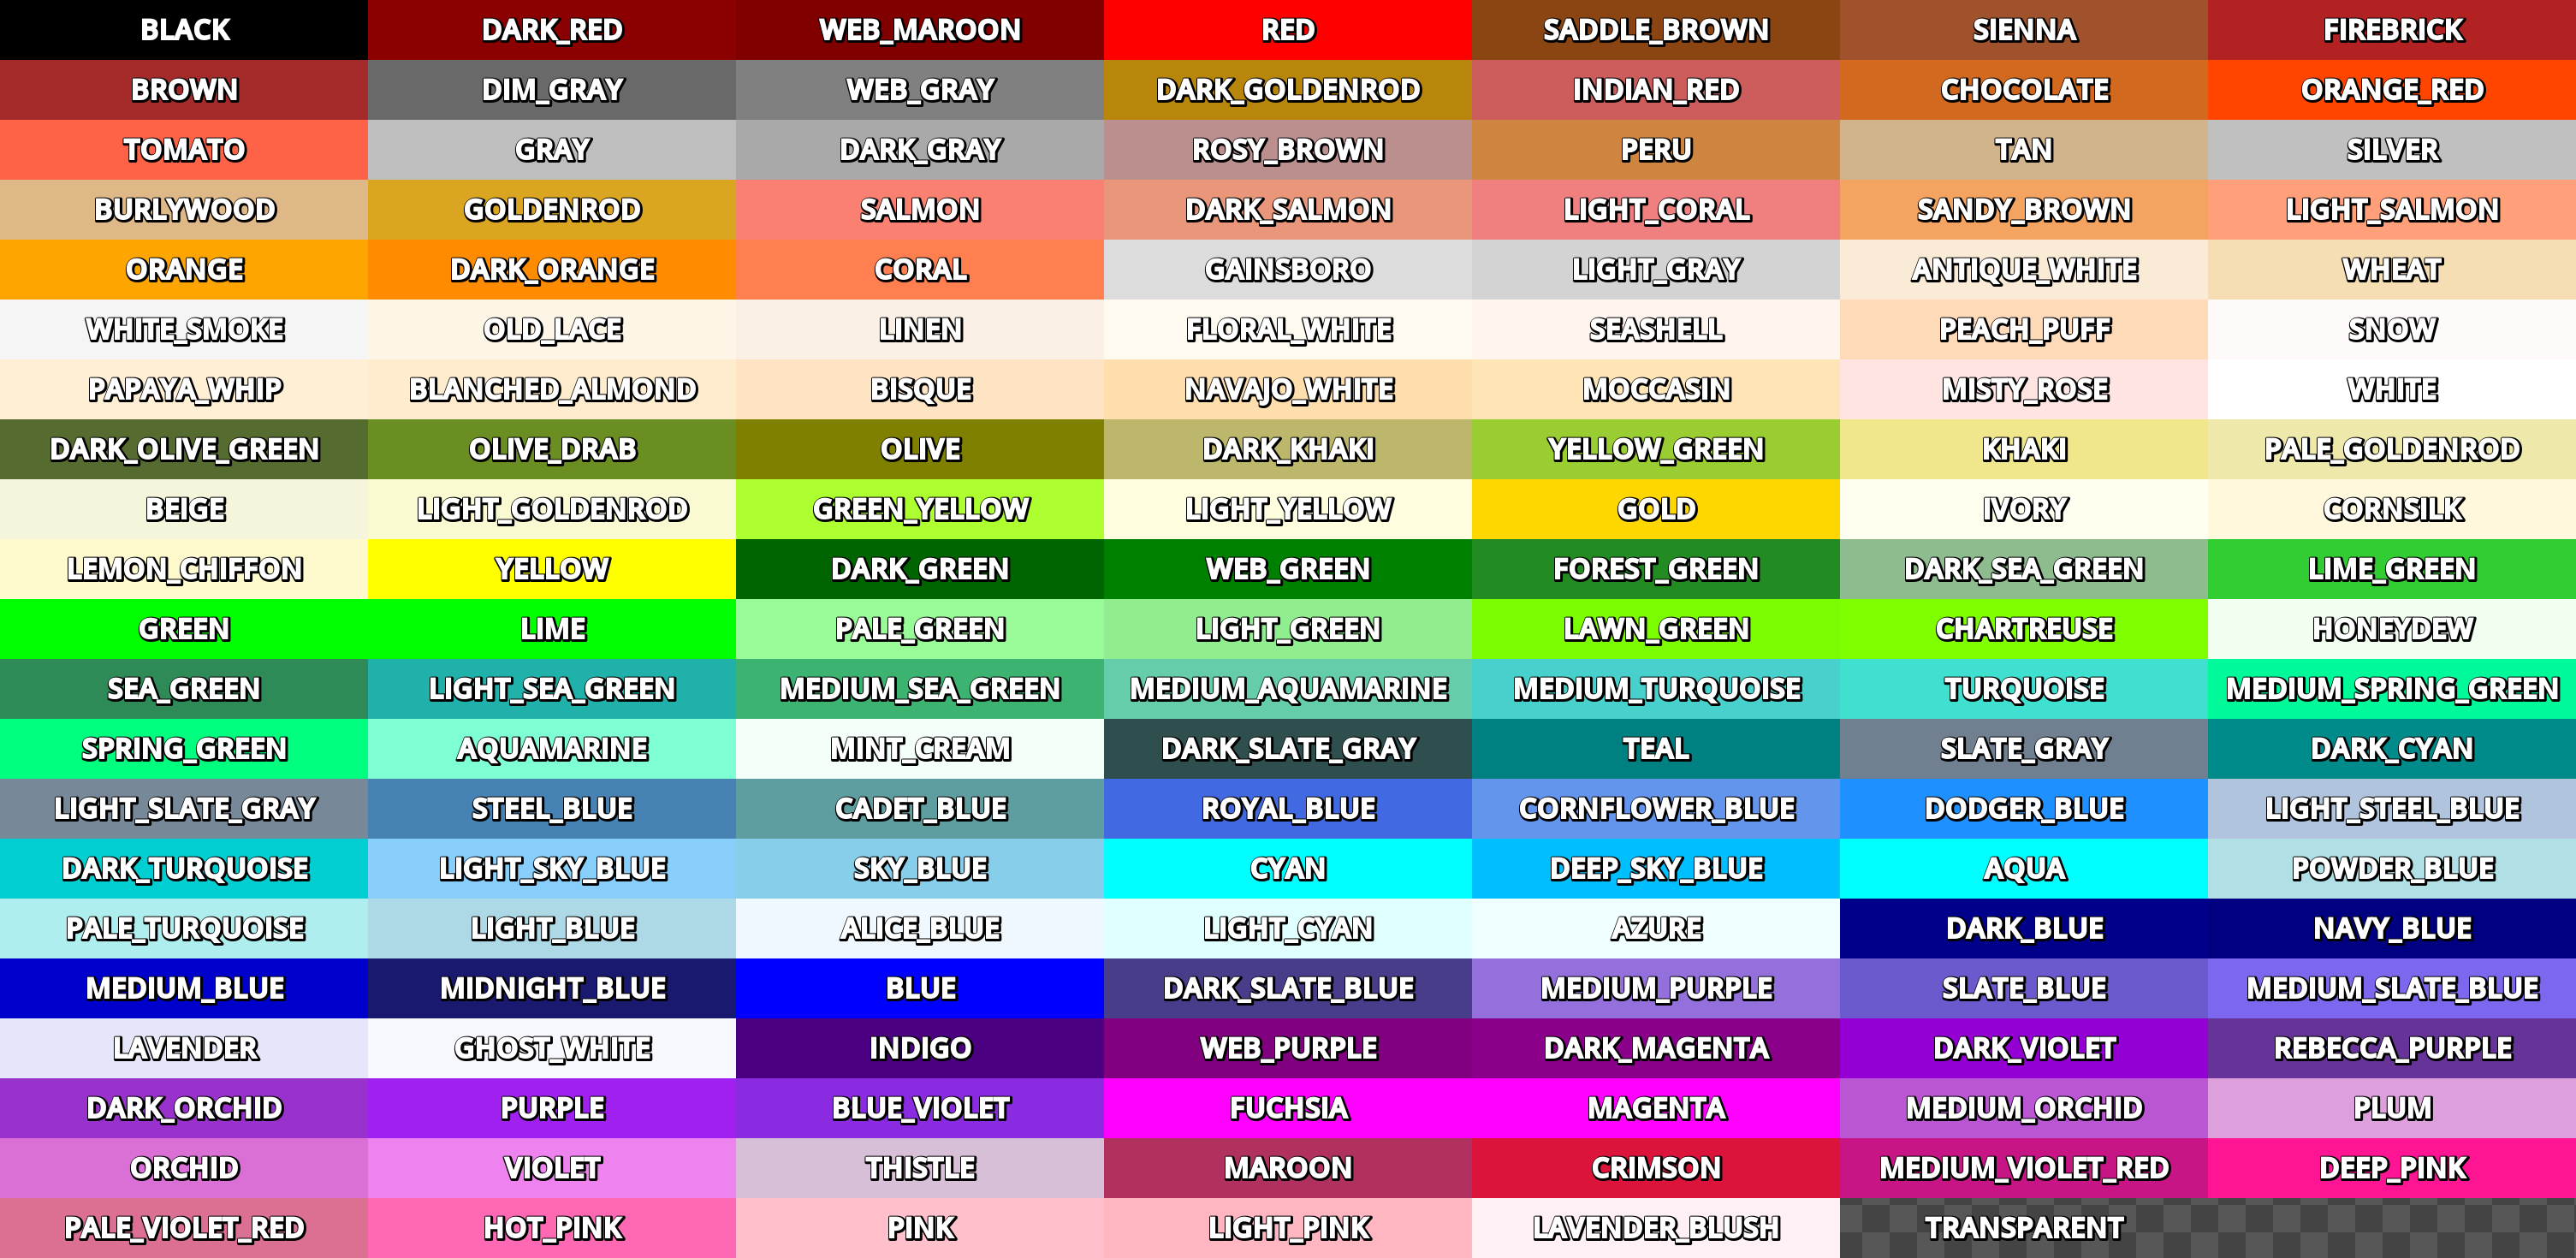 BLACK DARK_RED WEB_MAROON RED SADDLE_BROWN SIENNA FIREBRICK
BROWN DIM_GRAY WEB_GRAY DARK_GOLDENROD INDIAN_RED CHOCOLATE ORANGE_RED
TOMATO GRAY DARK_GRAY ROSY_BROWN PERU TAN SILVER
BURLYWOOD GOLDENROD SALMON DARK_SALMON LIGHT_CORAL SANDY_BROWN LIGHT_SALMON
ORANGE DARK_ORANGE CORAL GAINSBORO LIGHT_GRAY ANTIQUE_WHITE WHEAT
WHITE_SMOKE OLD_LACE LINEN FLORAL_WHITE SEASHELL PEACH_PUFF SNOW
PAPAYA_WHIP BLANCHED_ALMOND BISQUE NAVAJO_WHITE MOCCASIN MISTY_ROSE WHITE
DARK_OLIVE_GREEN OLIVE_DRAB OLIVE DARK_KHAKI YELLOW_GREEN KHAKI PALE_GOLDENROD
BEIGE LIGHT_GOLDENROD GREEN_YELLOW LIGHT_YELLOW GOLD IVORY CORNSILK
LEMON_CHIFFON YELLOW DARK_GREEN WEB_GREEN FOREST_GREEN DARK_SEA_GREEN LIME_GREEN
GREEN LIME PALE_GREEN LIGHT_GREEN LAWN_GREEN CHARTREUSE HONEYDEW
SEA_GREEN LIGHT_SEA_GREEN MEDIUM_SEA_GREEN MEDIUM_AQUAMARINE MEDIUM_TURQUOISE TURQUOISE MEDIUM_SPRING_GREEN
SPRING_GREEN AQUAMARINE MINT_CREAM DARK_SLATE_GRAY TEAL SLATE_GRAY DARK_CYAN
LIGHT_SLATE_GRAY STEEL_BLUE CADET_BLUE ROYAL_BLUE CORNFLOWER_BLUE DODGER_BLUE LIGHT_STEEL_BLUE
DARK_TURQUOISE LIGHT_SKY_BLUE SKY_BLUE CYAN DEEP_SKY_BLUE AQUA POWDER_BLUE
PALE_TURQUOISE LIGHT_BLUE ALICE_BLUE LIGHT_CYAN AZURE DARK_BLUE NAVY_BLUE
MEDIUM_BLUE MIDNIGHT_BLUE BLUE DARK_SLATE_BLUE MEDIUM_PURPLE SLATE_BLUE MEDIUM_SLATE_BLUE
LAVENDER GHOST_WHITE INDIGO WEB_PURPLE DARK_MAGENTA DARK_VIOLET REBECCA_PURPLE
DARK_ORCHID PURPLE BLUE_VIOLET FUCHSIA MAGENTA MEDIUM_ORCHID PLUM
ORCHID VIOLET THISTLE MAROON CRIMSON MEDIUM_VIOLET_RED DEEP_PINK
PALE_VIOLET_RED HOT_PINK PINK LIGHT_PINK LAVENDER_BLUSH TRANSPARENT